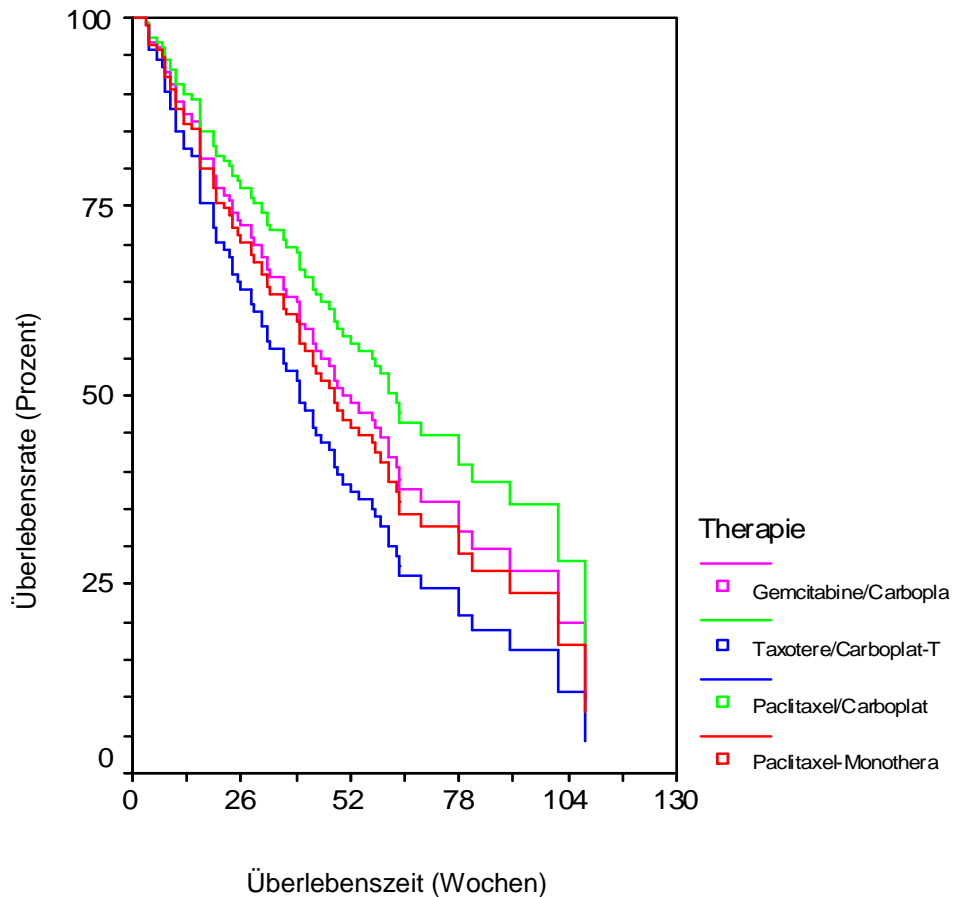 100
75
50
25
0
Überlebensrate (Prozent)
0 26 52 78 104 130
Überlebenszeit (Wochen)
Therapie
Gemcitabine/Carbopla
Taxotere/Carboplat-T
Paclitaxel/Carboplat
Paclitaxel-Monothera